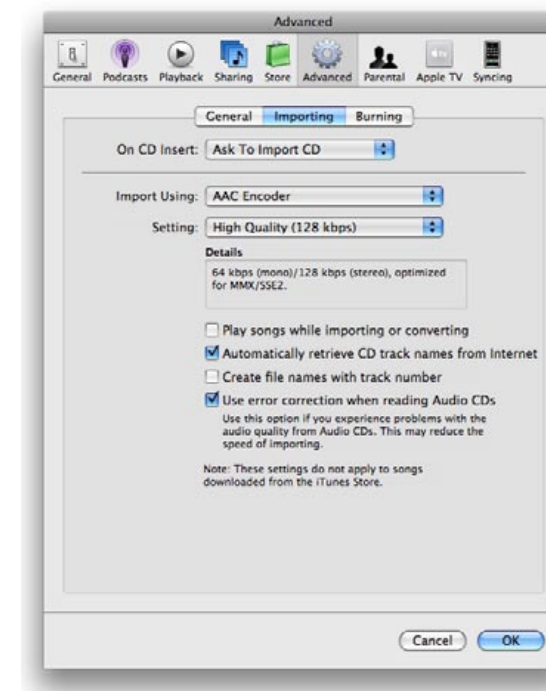 Advanced
General Podcasts Playback Sharing Store Advanced Parental Apple TV Syncing
General Importing Burning
On CD Insert: Ask To Import CD
Import Using: AAC Encoder
Setting: High Quality (128 kbps)
Details
64 kbps (mono)/128 kbps (stereo), optimized
for MMX/SSE2.
Play songs while importing or converting
Automatically retrieve CD track names from Internet
Create file names with track number
Use error correction when reading Audio CDs
Use this option if you experience problems with the
audio quality from Audio CDs. This may reduce the
speed of importing.
Note: These settings do not apply to songs
downloaded from the iTunes Store.
Cancel OK